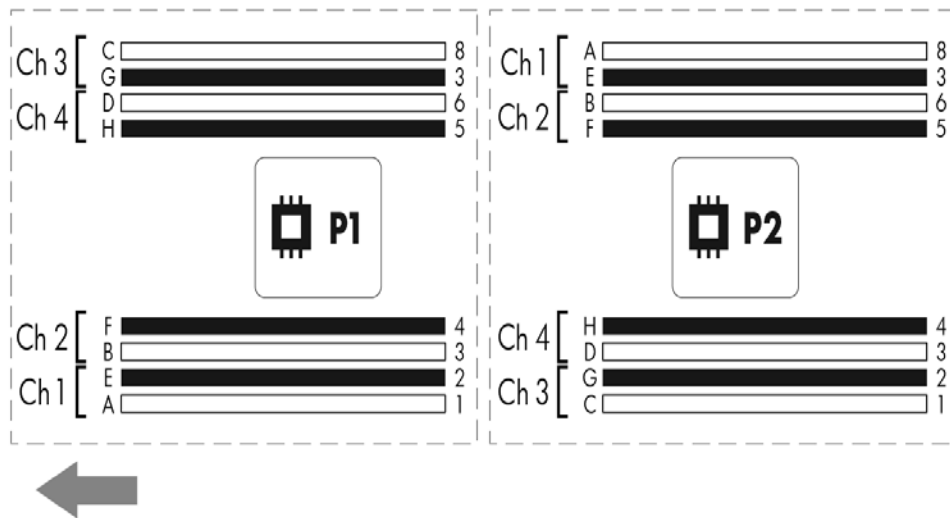 Ch 3 C 8
G 3
Ch 4 D 6
H 5
P1
Ch 2 F 4
B 3
Ch 1 E 2
A 1
Ch 1 A 8
E 3
Ch 2 B 6
F 5
P2
Ch 4 H 4
D 3
Ch 3 G 2
C 1